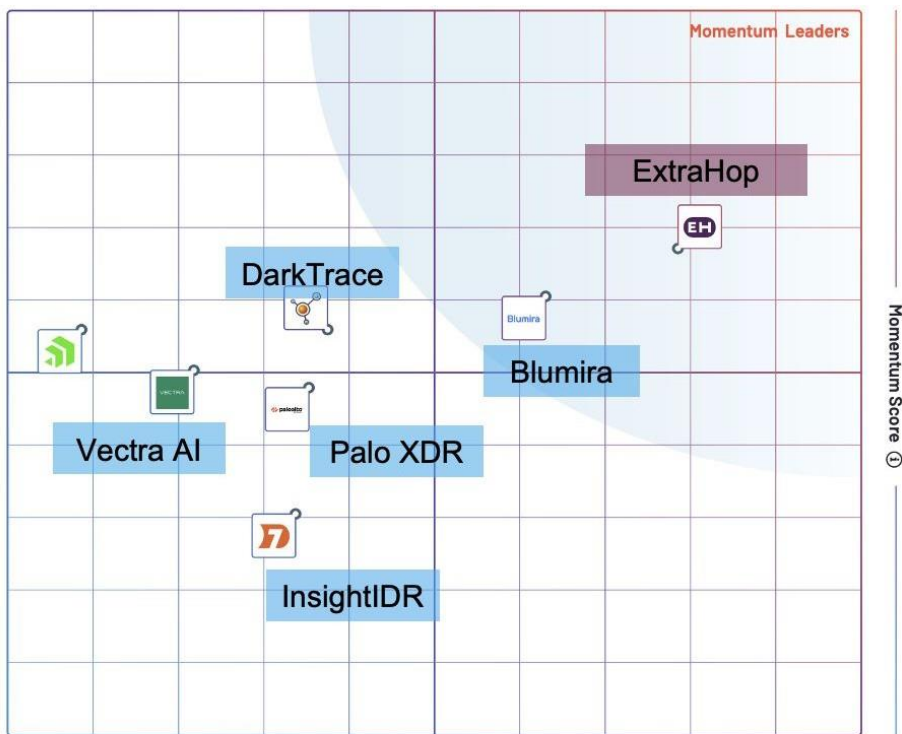 Momentum Leaders
ExtraHop
EH
DarkTrace
Blumira
Blumira
VECTRA
paloalto
Momentum Score
Vectra AI
Palo XDR
InsightIDR